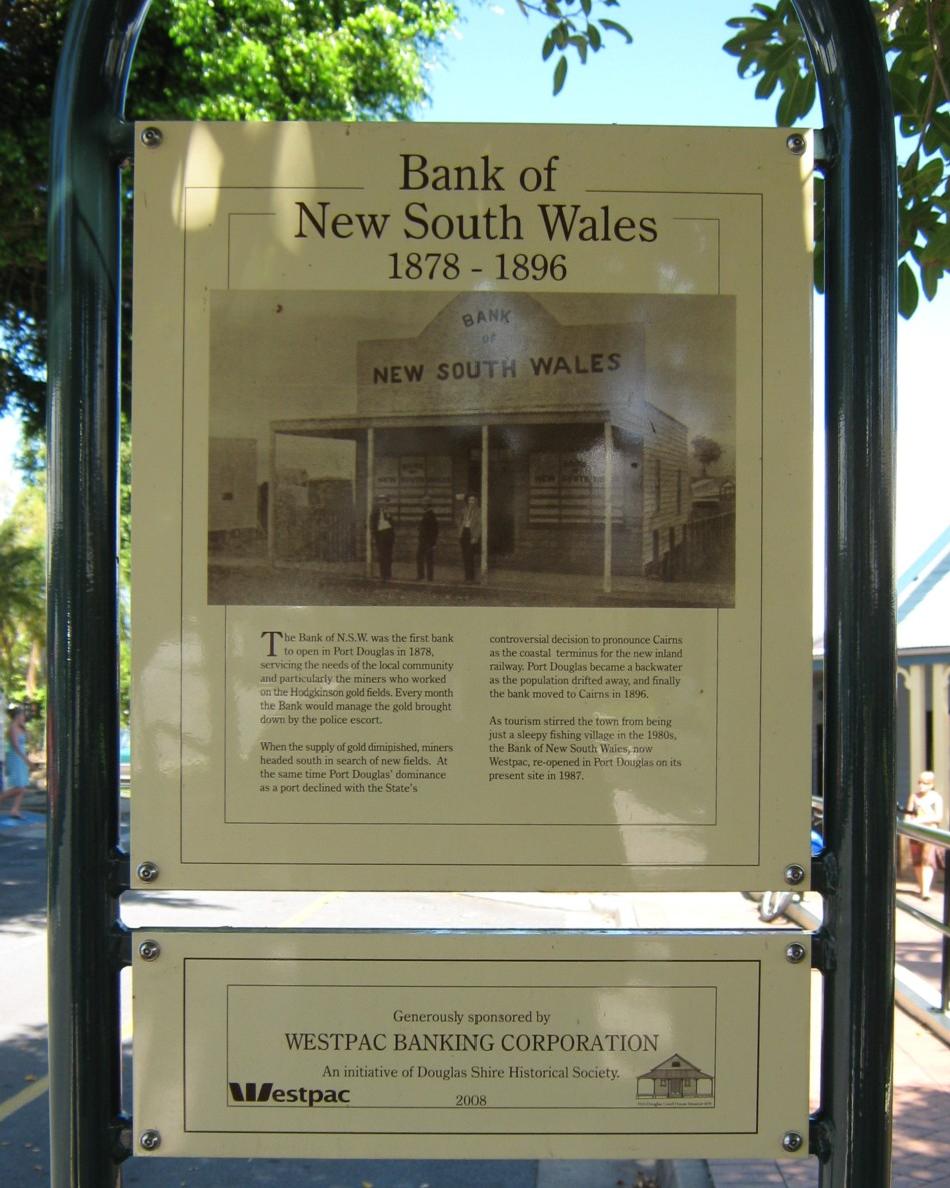 Bank of
New South Wales
1878 - 1896
BANK
OF
NEW SOUTH WALES
NEW SOUTH WALES
The Bank of N.S.W. was the first bank
to open in Port Douglas in 1878,
servicing the needs of the local community
and particularly the miners who worked
on the Hodgkinson gold fields. Every month
the Bank would manage the gold brought
down by the police escort.
When the supply of gold diminished, miners
headed south in search of new fields. At
the same time Port Douglas' dominance
as a port declined with the State's
controversial decision to pronounce Cairns
as the coastal terminus for the new inland
railway. Port Douglas became a backwater
as the population drifted away, and finally
the bank moved to Cairns in 1896.
As tourism stirred the town from being
just a sleepy fishing village in the 1980s,
the Bank of New South Wales, now
Westpac, re-opened in Port Douglas on its
present site in 1987.
Generously sponsored by
WESTPAC BANKING CORPORATION
An initiative of Douglas Shire Historical Society.
Westpac
2008